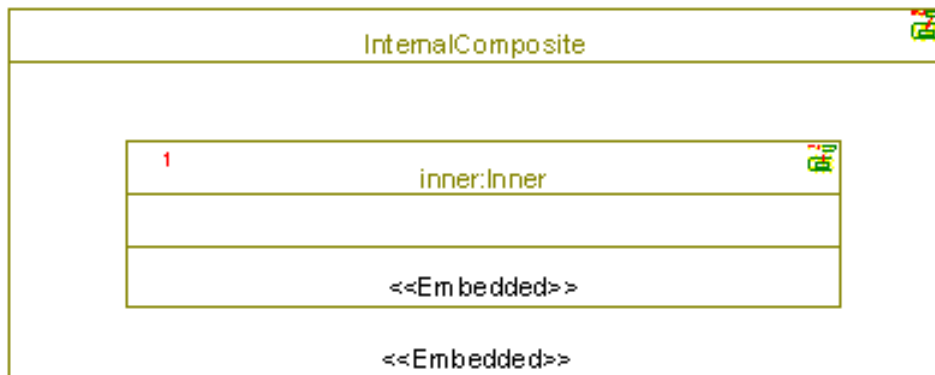 InternalComposite
1
inner:Inner
<<Embedded>>
<<Embedded>>